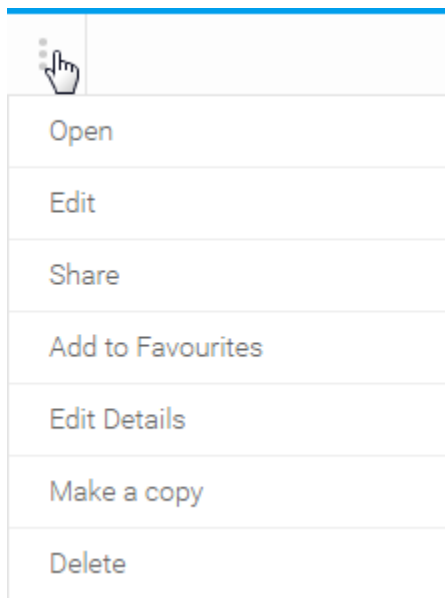 Open
Edit
Share
Add to Favourites
Edit Details
Make a copy
Delete